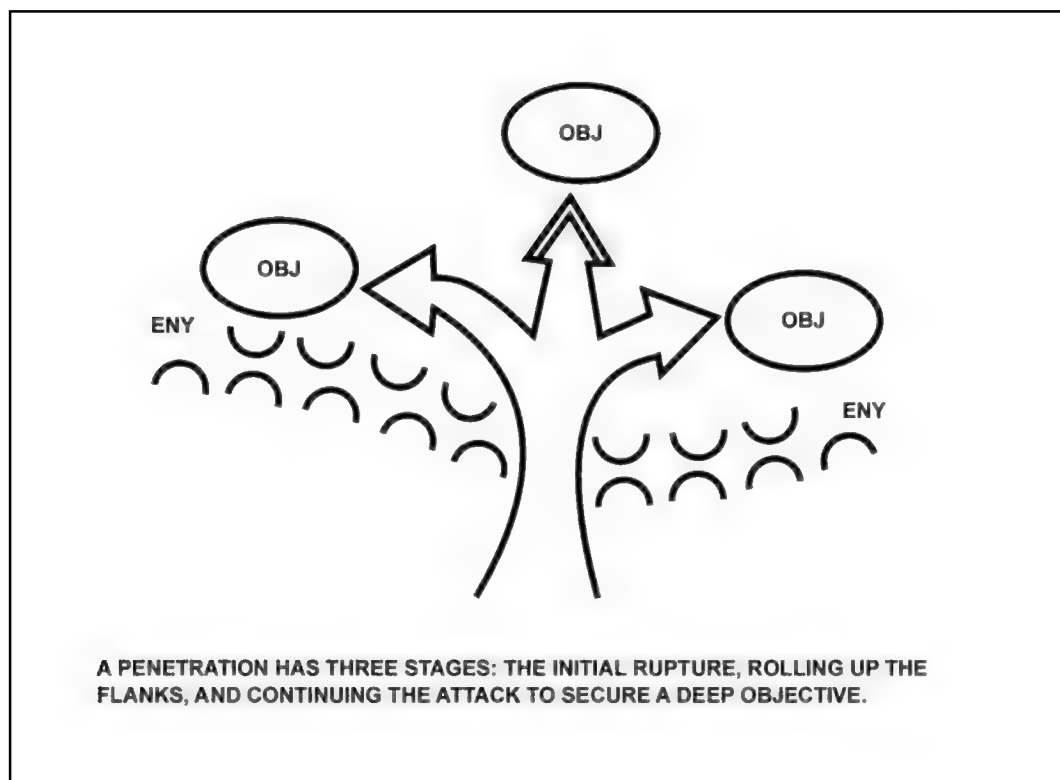 OBJ
OBJ
OBJ
ENY
ENY
A PENETRATION HAS THREE STAGES: THE INITIAL RUPTURE, ROLLING UP THE
FLANKS, AND CONTINUING THE ATTACK TO SECURE A DEEP OBJECTIVE.